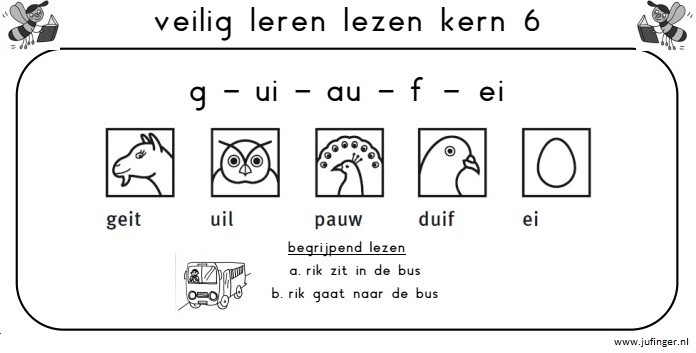 veilig leren lezen kern 6
g – ui – au – f – ei
geit uil pauw duif ei
begrijpend lezen
a. rik zit in de bus
b. rik gaat naar de bus
www.jufinger.nl